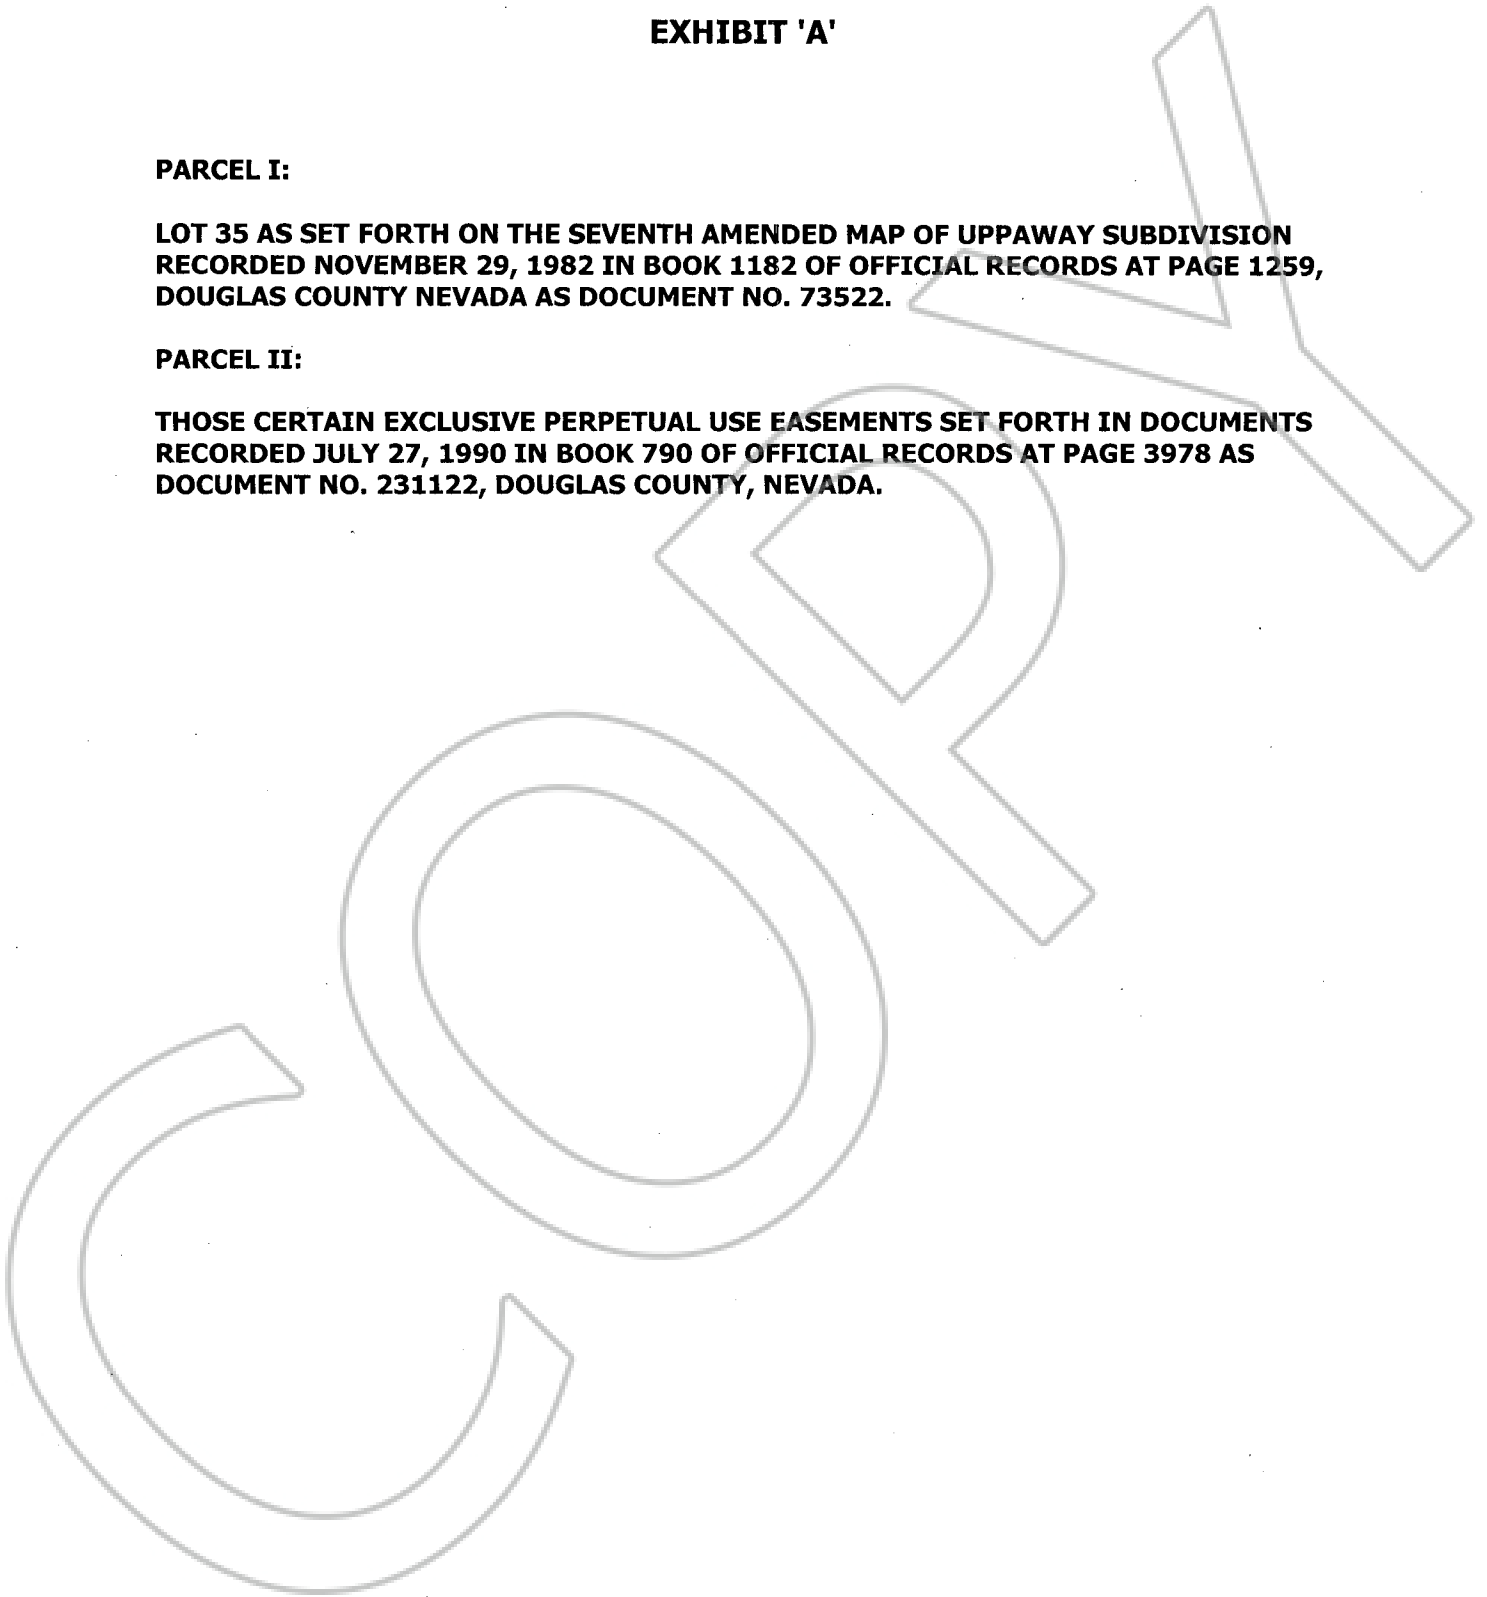 EXHIBIT 'A'
PARCEL I:
LOT 35 AS SET FORTH ON THE SEVENTH AMENDED MAP OF UPPAWAY SUBDIVISION
RECORDED NOVEMBER 29, 1982 IN BOOK 1182 OF OFFICIAL RECORDS AT PAGE 1259,
DOUGLAS COUNTY NEVADA AS DOCUMENT NO. 73522.
PARCEL II:
THOSE CERTAIN EXCLUSIVE PERPETUAL USE EASEMENTS SET FORTH IN DOCUMENTS
RECORDED JULY 27, 1990 IN BOOK 790 OF OFFICIAL RECORDS AT PAGE 3978 AS
DOCUMENT NO. 231122, DOUGLAS COUNTY, NEVADA.
COPY